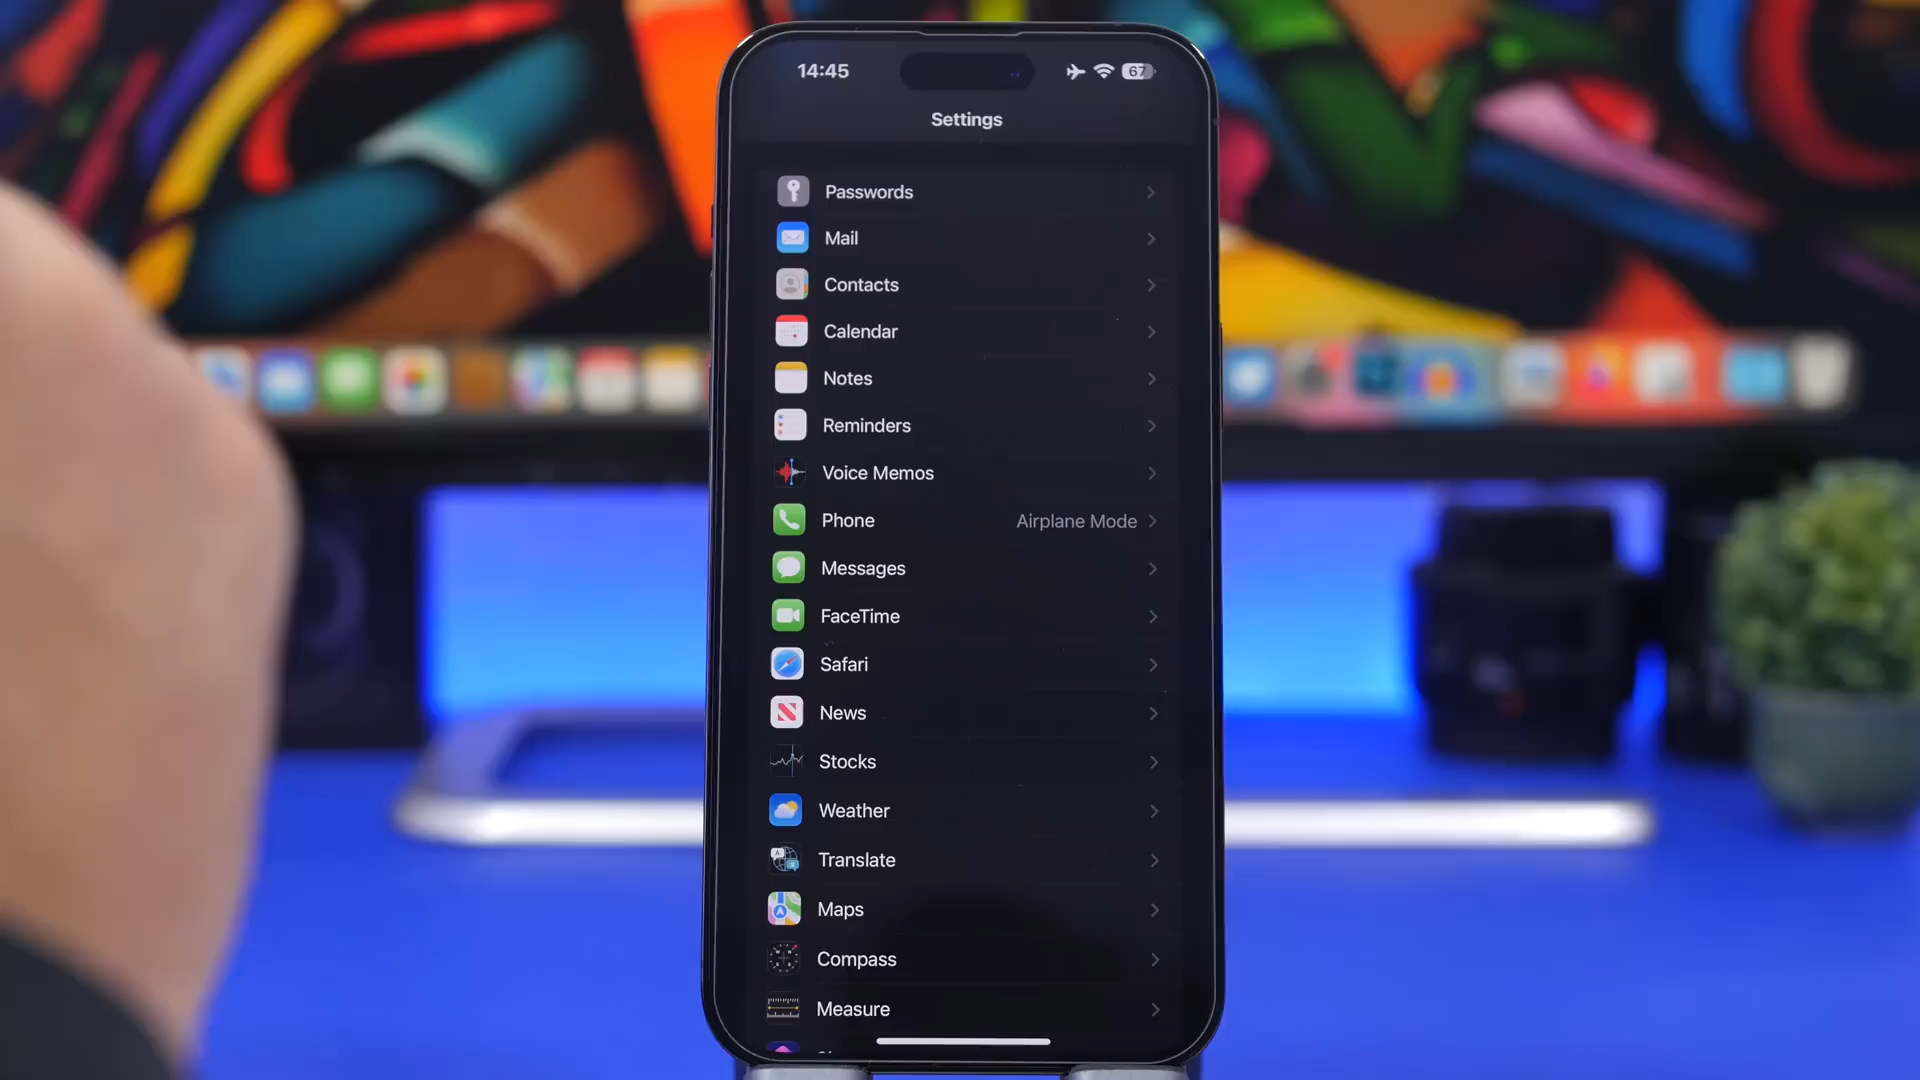 14:45
67
Settings
Passwords
Mail
Contacts
Calendar
Notes
Reminders
Voice Memos
Phone Airplane Mode
Messages
FaceTime
Safari
News
Stocks
Weather
Translate
Maps
Compass
Measure